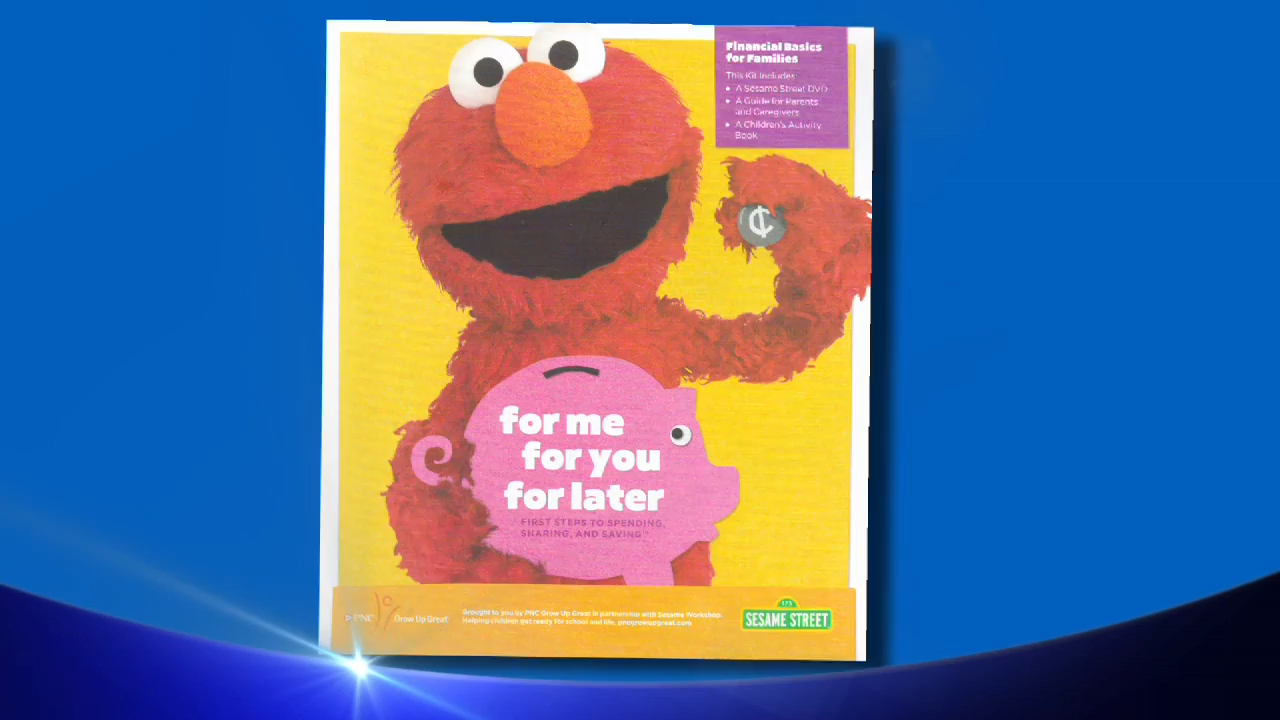 Financial Basics
for Families
This Kit Includes:
• A Sesame Street DVD
• A Guide for Parents
and Caregivers
• A Children's Activity
Book
¢
for me
for you
for later
FIRST STEPS TO SPENDING,
SHARING, AND SAVING™
PNC Grow Up Great
Brought to you by PNC Grow Up Great in partnership with Sesame Workshop.
Helping children get ready for school and life. pncgrowupgreat.com
123
SESAME STREET